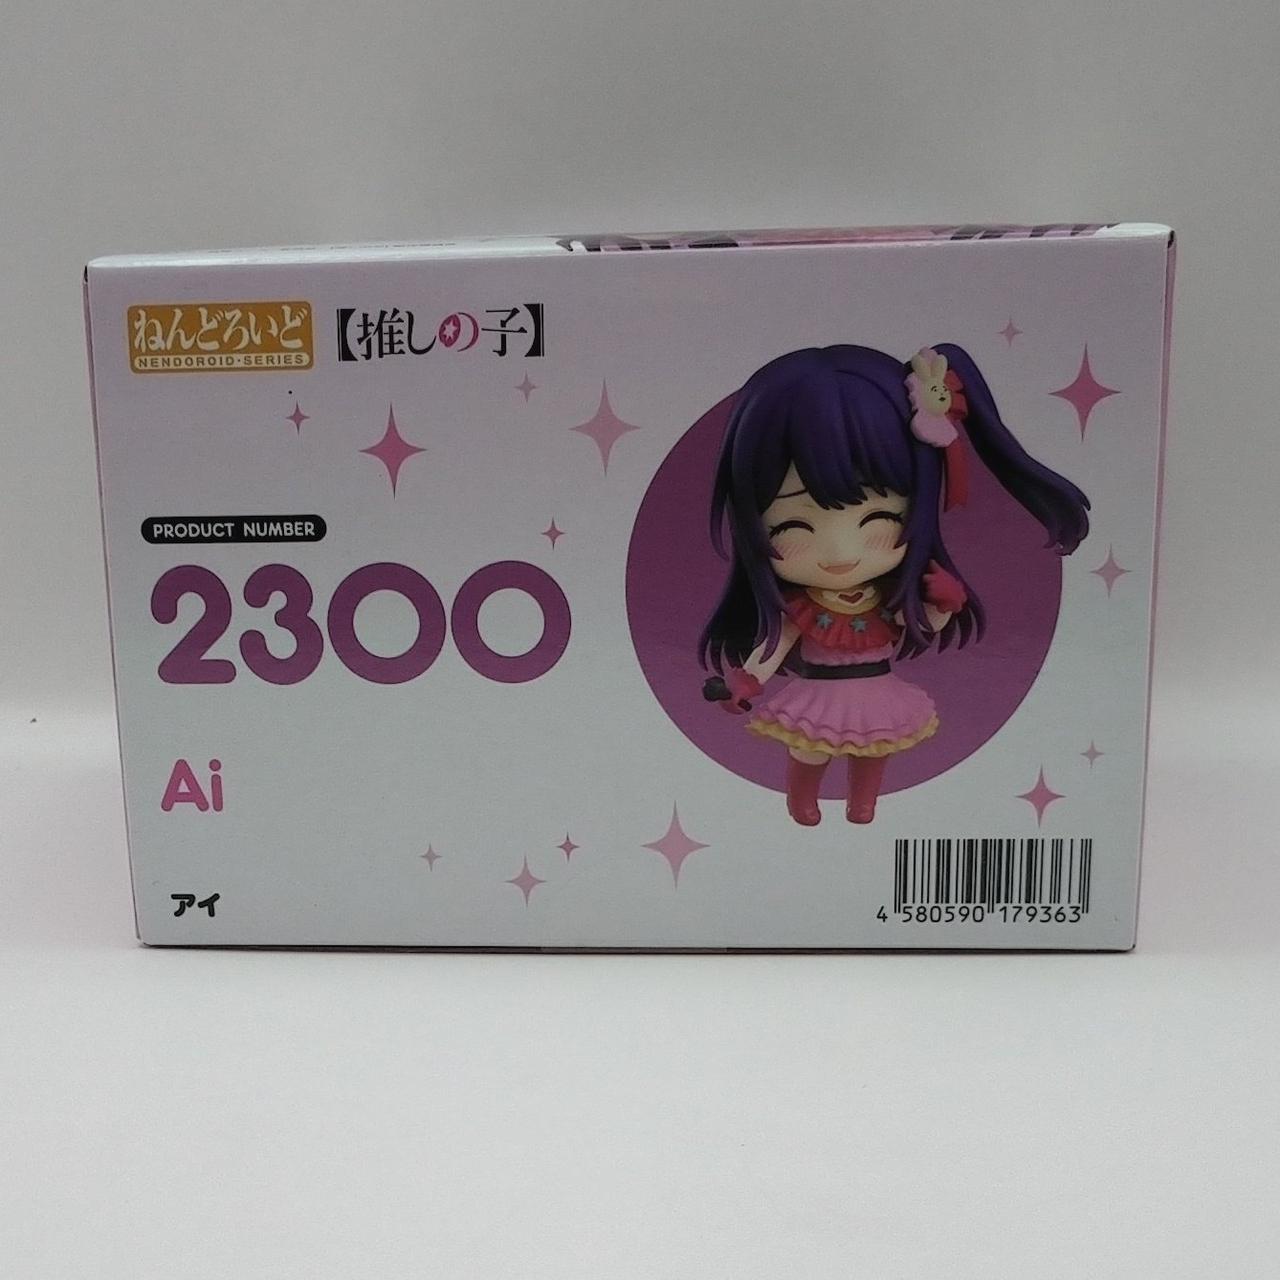 ねんどろいど
NENDOROID·SERIES
【推しの子】
PRODUCT NUMBER
2300
Ai
アイ
4 580590 179363